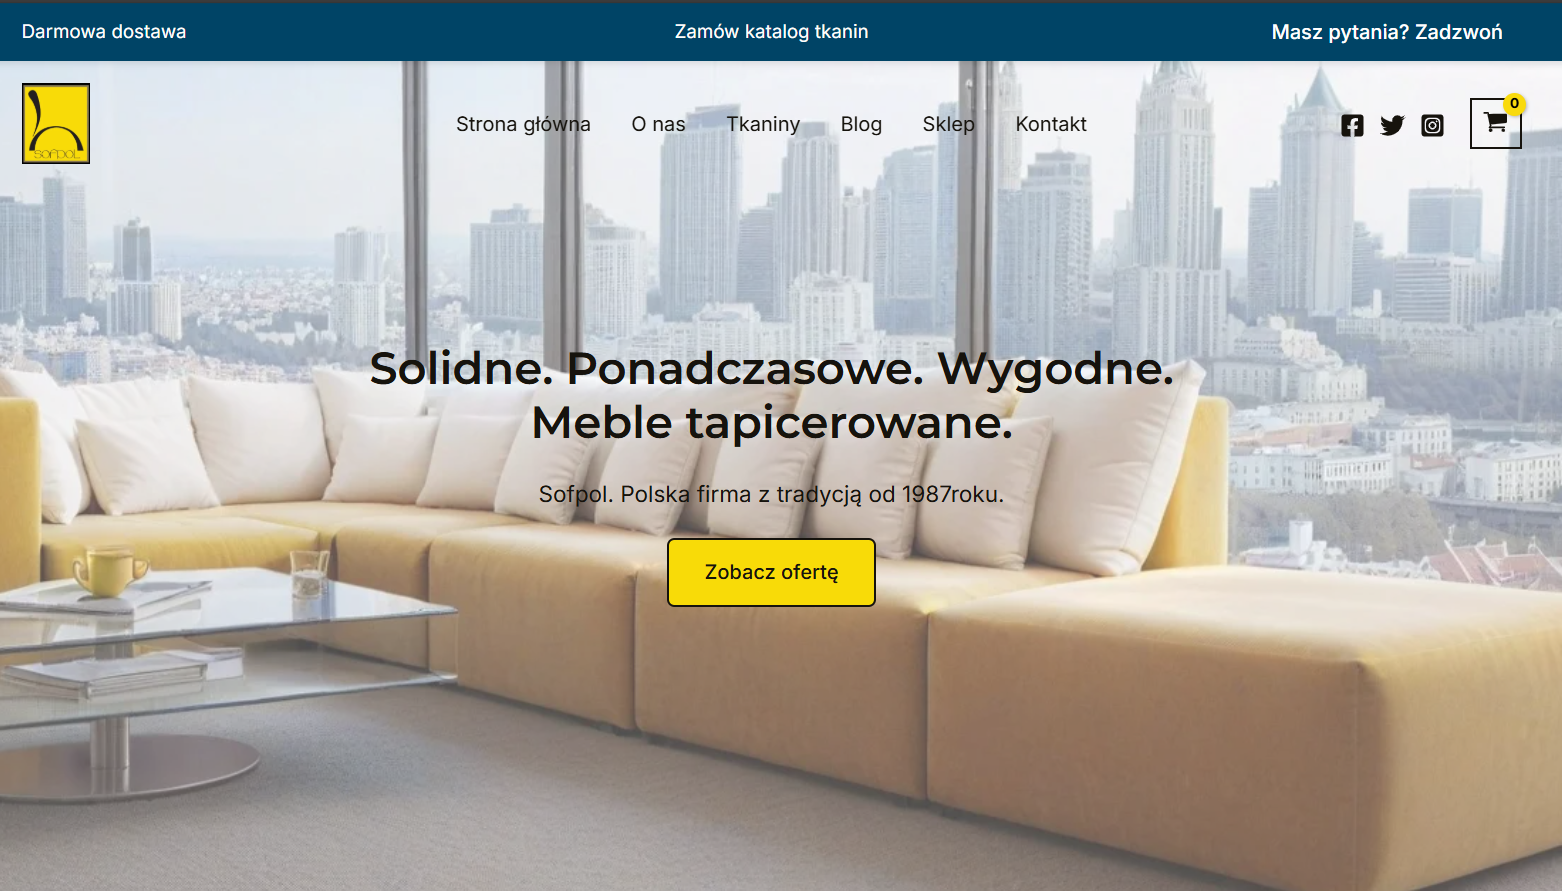 Darmowa dostawa
Zamów katalog tkanin
Masz pytania? Zadzwoń
SOFPOL
Strona główna
O nas
Tkaniny
Blog
Sklep
Kontakt
0
Solidne. Ponadczasowe. Wygodne.
Meble tapicerowane.
Sofpol. Polska firma z tradycją od 1987roku.
Zobacz ofertę